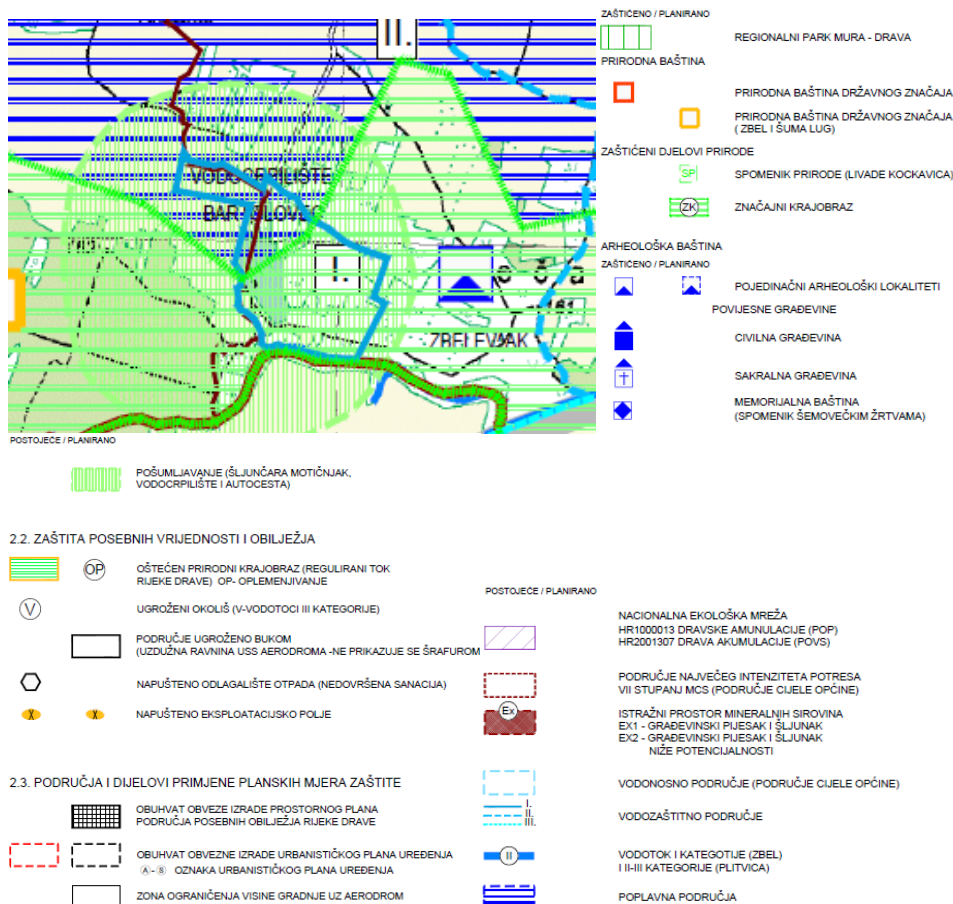 ZAŠTIĆENO / PLANIRANO
REGIONALNI PARK MURA - DRAVA
PRIRODNA BAŠTINA
PRIRODNA BAŠTINA DRŽAVNOG ZNAČAJA
PRIRODNA BAŠTINA DRŽAVNOG ZNAČAJA
( ZBEL I ŠUMA LUG)
ZAŠTIĆENI DJELOVI PRIRODE
SP
SPOMENIK PRIRODE (LIVADE KOCKAVICA)
ZK
ZNAČAJNI KRAJOBRAZ
ARHEOLOŠKA BAŠTINA
ZAŠTIĆENO / PLANIRANO
POJEDINAČNI ARHEOLOŠKI LOKALITETI
POVIJESNE GRAĐEVINE
CIVILNA GRAĐEVINA
SAKRALNA GRAĐEVINA
MEMORIJALNA BAŠTINA
(SPOMENIK ŠEMOVEČKIM ŽRTVAMA)
II.
VODOCRPILIŠTE
I.
ZBELEVŠAK
POSTOJEĆE / PLANIRANO
POŠUMLJAVANJE (ŠLJUNČARA MOTIČNJAK,
VODOCRPILIŠTE I AUTOCESTA)
2.2. ZAŠTITA POSEBNIH VRIJEDNOSTI I OBILJEŽJA
OP
OŠTEĆEN PRIRODNI KRAJOBRAZ (REGULIRANI TOK
RIJEKE DRAVE) OP- OPLEMENJIVANJE
V
UGROŽENI OKOLIŠ (V-VODOTOCI III KATEGORIJE)
PODRUČJE UGROŽENO BUKOM
(UZDUŽNA RAVNINA USS AERODROMA -NE PRIKAZUJE SE ŠRAFUROM
NAPUŠTENO ODLAGALIŠTE OTPADA (NEDOVRŠENA SANACIJA)
X
X
NAPUŠTENO EKSPLOATACIJSKO POLJE
2.3. PODRUČJA I DIJELOVI PRIMJENE PLANSKIH MJERA ZAŠTITE
OBUHVAT OBVEZE IZRADE PROSTORNOG PLANA
PODRUČJA POSEBNIH OBILJEŽJA RIJEKE DRAVE
OBUHVAT OBVEZNE IZRADE URBANISTIČKOG PLANA UREĐENJA
A - S OZNAKA URBANISTIČKOG PLANA UREĐENJA
ZONA OGRANIČENJA VISINE GRADNJE UZ AERODROM
POSTOJEĆE / PLANIRANO
NACIONALNA EKOLOŠKA MREŽA
HR1000013 DRAVSKE AMUNULACIJE (POP)
HR2001307 DRAVA AKUMULACIJE (POVS)
PODRUČJE NAJVEĆEG INTENZITETA POTRESA
VII STUPANJ MCS (PODRUČJE CIJELE OPĆINE)
Ex
ISTRAŽNI PROSTOR MINERALNIH SIROVINA
EX1 - GRAĐEVINSKI PIJESAK I ŠLJUNAK
EX2 - GRAĐEVINSKI PIJESAK I ŠLJUNAK
NIŽE POTENCIJALNOSTI
VODONOSNO PODRUČJE (PODRUČJE CIJELE OPĆINE)
I.
II.
III.
VODOZAŠTITNO PODRUČJE
II
VODOTOK I KATEGOTIJE (ZBEL)
I II-III KATEGORIJE (PLITVICA)
POPLAVNA PODRUČJA